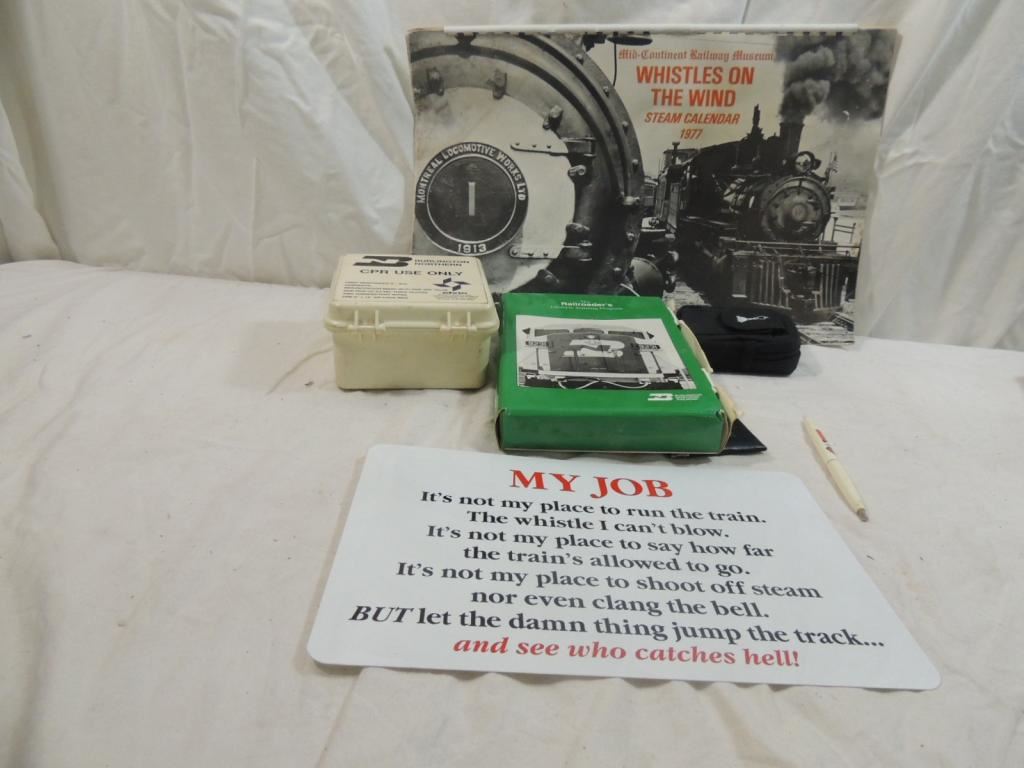 Mid-Continent Railway Museum
WHISTLES ON
THE WIND
STEAM CALENDAR
1977
MONTREAL LOCOMOTIVE WORKS LTD
1
1913
BURLINGTON
NORTHERN
CPR USE ONLY
Railroader's
BURLINGTON
NORTHERN
MY JOB
It's not my place to run the train.
The whistle I can't blow.
It's not my place to say how far
the train's allowed to go.
It's not my place to shoot off steam
nor even clang the bell.
BUT let the damn thing jump the track...
and see who catches hell!